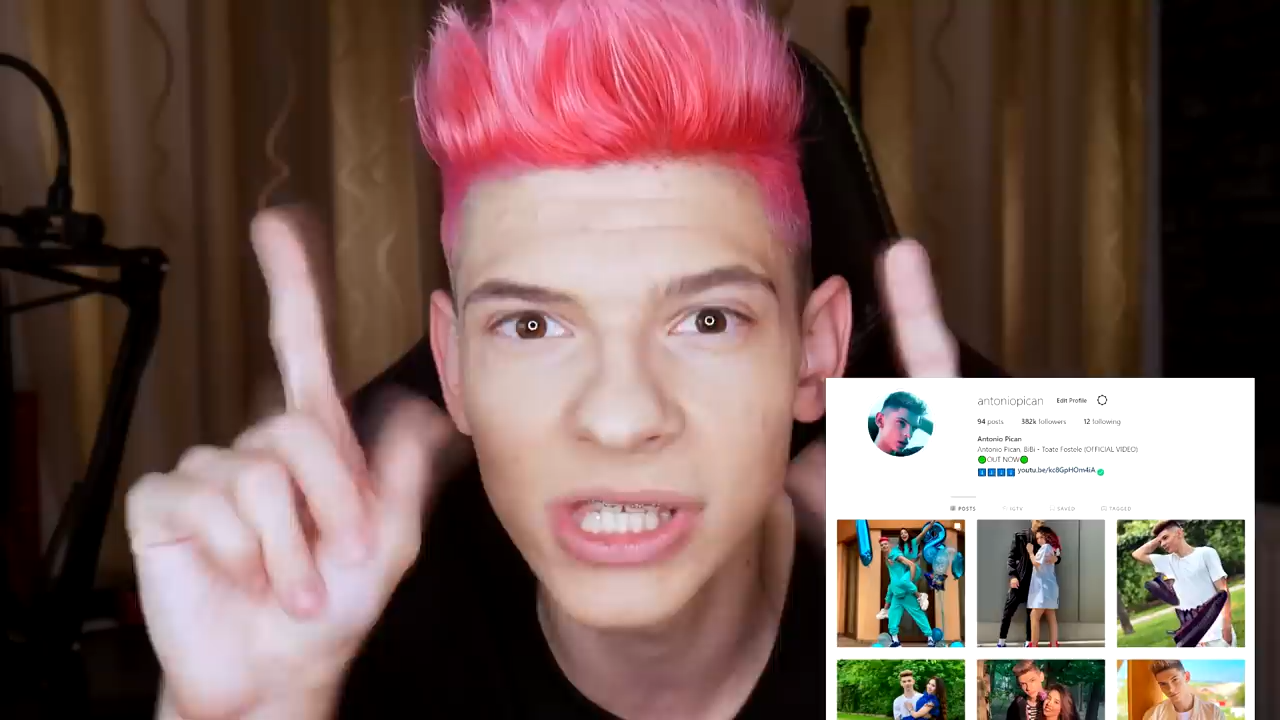 antoniopican Edit Profile
94 posts 382k followers 12 following
Antonio Pican
Antonio Pican, BiBi - Toate Fostele (OFFICIAL VIDEO)
OUT NOW
youtu.be/kc8GpHOm4iA
POSTS IGTV SAVED TAGGED